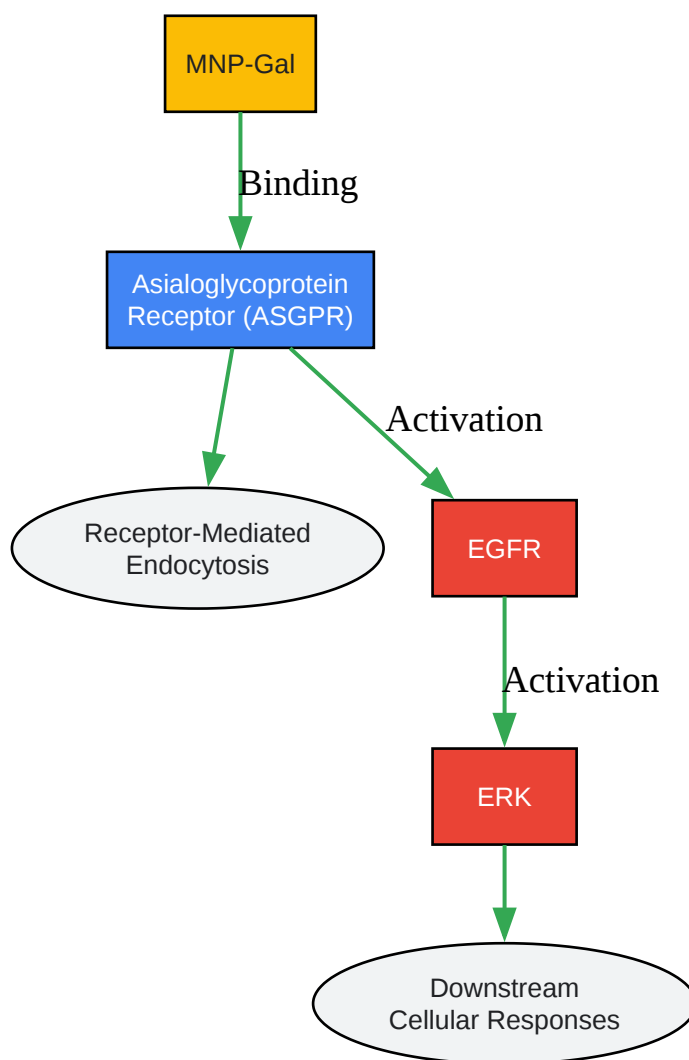 MNP-Gal
Binding
Asialoglycoprotein
Receptor (ASGPR)
Activation
Receptor-Mediated
Endocytosis
EGFR
Activation
ERK
Downstream
Cellular Responses